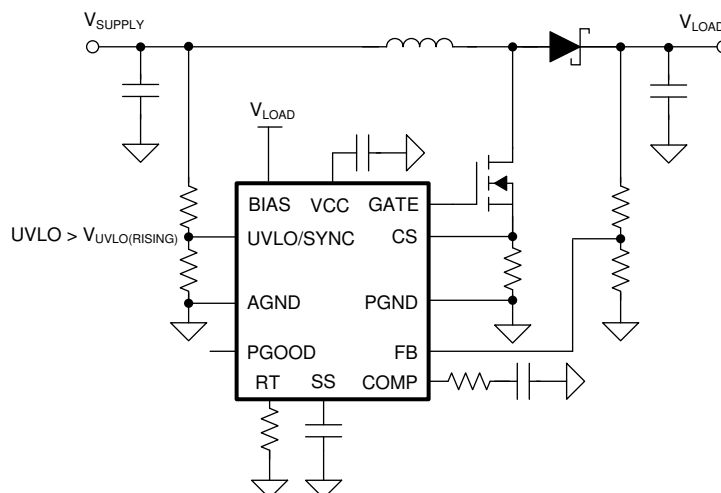 VSUPPLY
VLOAD
VLOAD
BIAS VCC GATE
UVLO > VUVLO(RISING)
UVLO/SYNC CS
AGND PGND
PGOOD FB
RT SS COMP